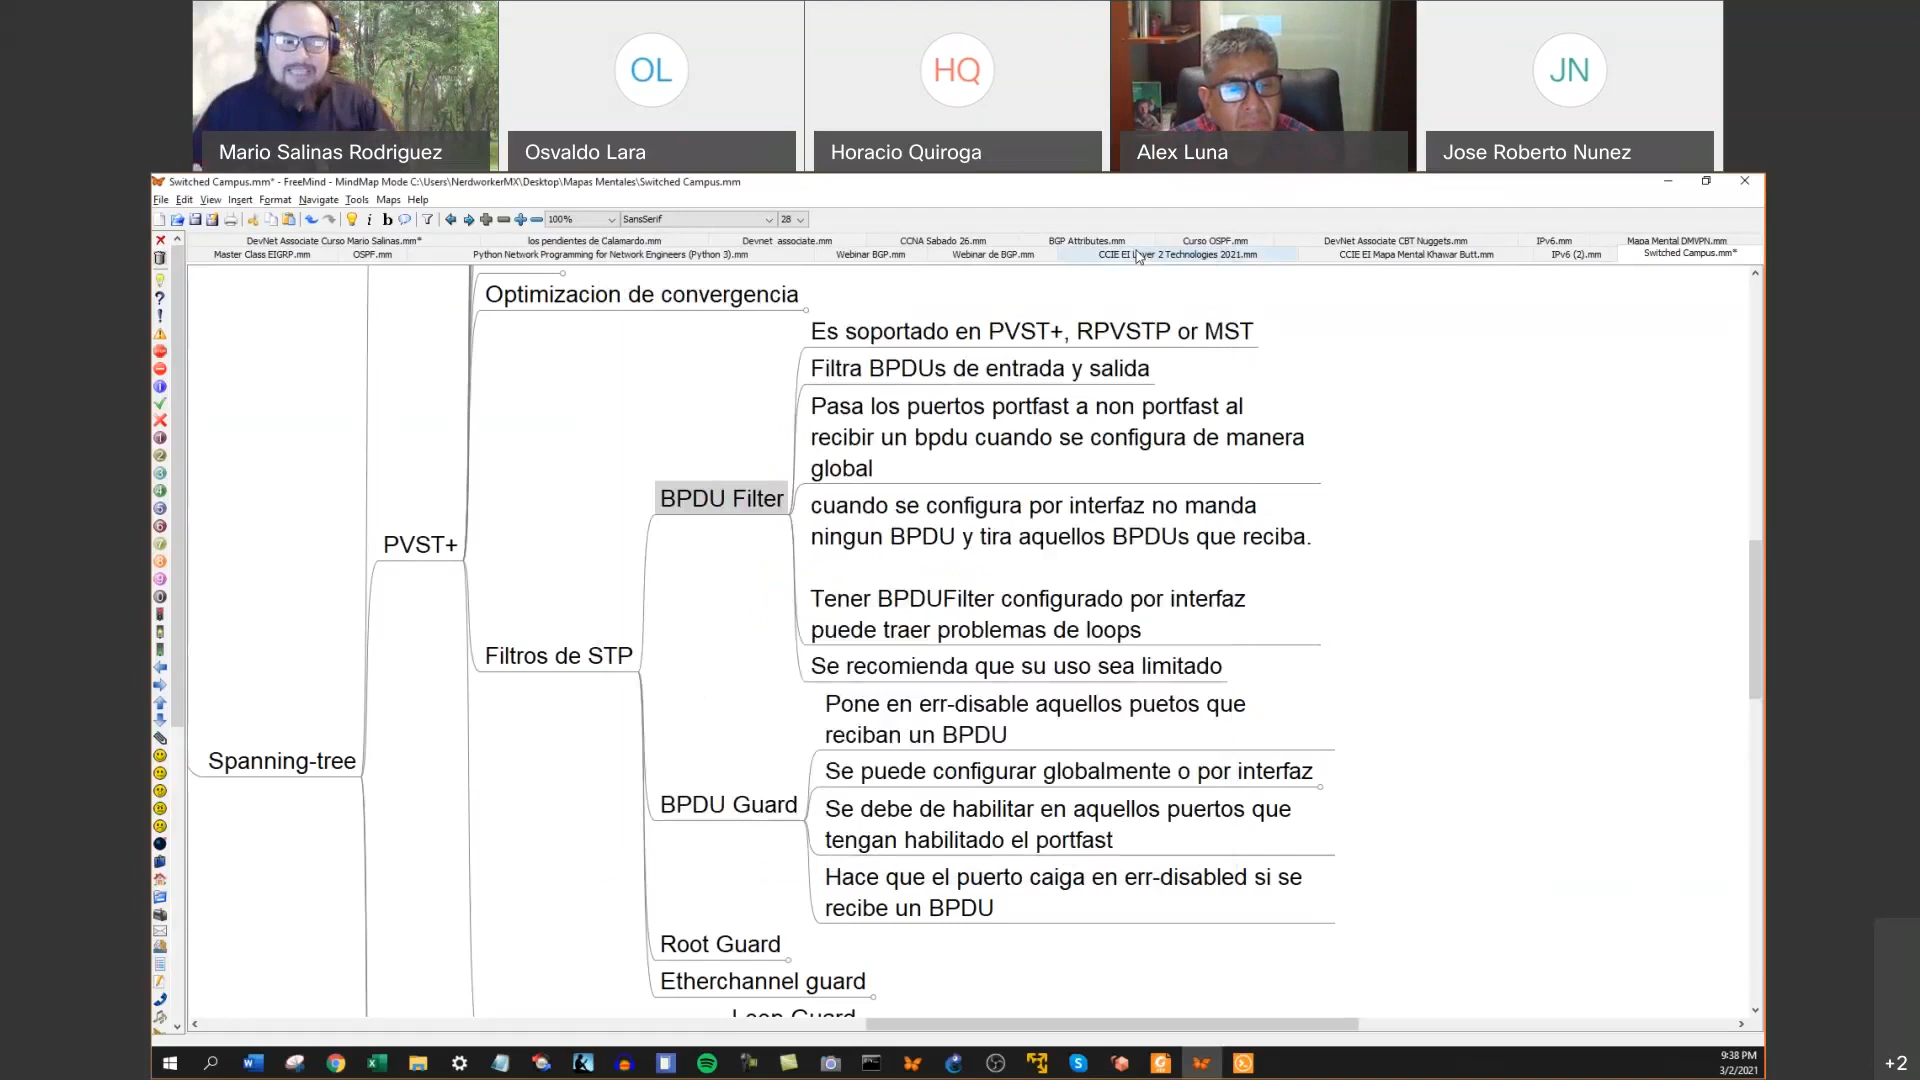 OL
HQ
JN
Mario Salinas Rodriguez
Osvaldo Lara
Horacio Quiroga
Alex Luna
Jose Roberto Nunez
Switched Campus.mm* - FreeMind - MindMap Mode C:\Users\NerdworkerMX\Desktop\Mapas Mentales\Switched Campus.mm)
File Edit View Insert Format Navigate Tools Maps Help
100% SansSerif 28
DevNet Associate Curso Mario Salinas.mm* los pendientes de Calamardo.mm Devnet associate.mm CCNA Sabado 26.mm BGP Attributes.mm Curso OSPF.mm DevNet Associate CBT Nuggets.mm IPv6.mm Mapa Mental DMVPN.mm
Master Class EIGRP.mm OSPF.mm Python Network Programming for Network Engineers (Python 3).mm Webinar BGP.mm Webinar de BGP.mm CCIE EI Layer 2 Technologies 2021.mm CCIE EI Mapa Mental Khawar Butt.mm IPv6 (2).mm Switched Campus.mm*
Optimizacion de convergencia
Es soportado en PVST+, RPVSTP or MST
Filtra BPDUs de entrada y salida
Pasa los puertos portfast a non portfast al
recibir un bpdu cuando se configura de manera
global
BPDU Filter
cuando se configura por interfaz no manda
ningun BPDU y tira aquellos BPDUs que reciba.
PVST+
Tener BPDUFilter configurado por interfaz
puede traer problemas de loops
Filtros de STP
Se recomienda que su uso sea limitado
Pone en err-disable aquellos puetos que
reciban un BPDU
Spanning-tree
Se puede configurar globalmente o por interfaz
BPDU Guard
Se debe de habilitar en aquellos puertos que
tengan habilitado el portfast
Hace que el puerto caiga en err-disabled si se
recibe un BPDU
Root Guard
Etherchannel guard
Loop Guard
9:38 PM
3/2/2021
+2